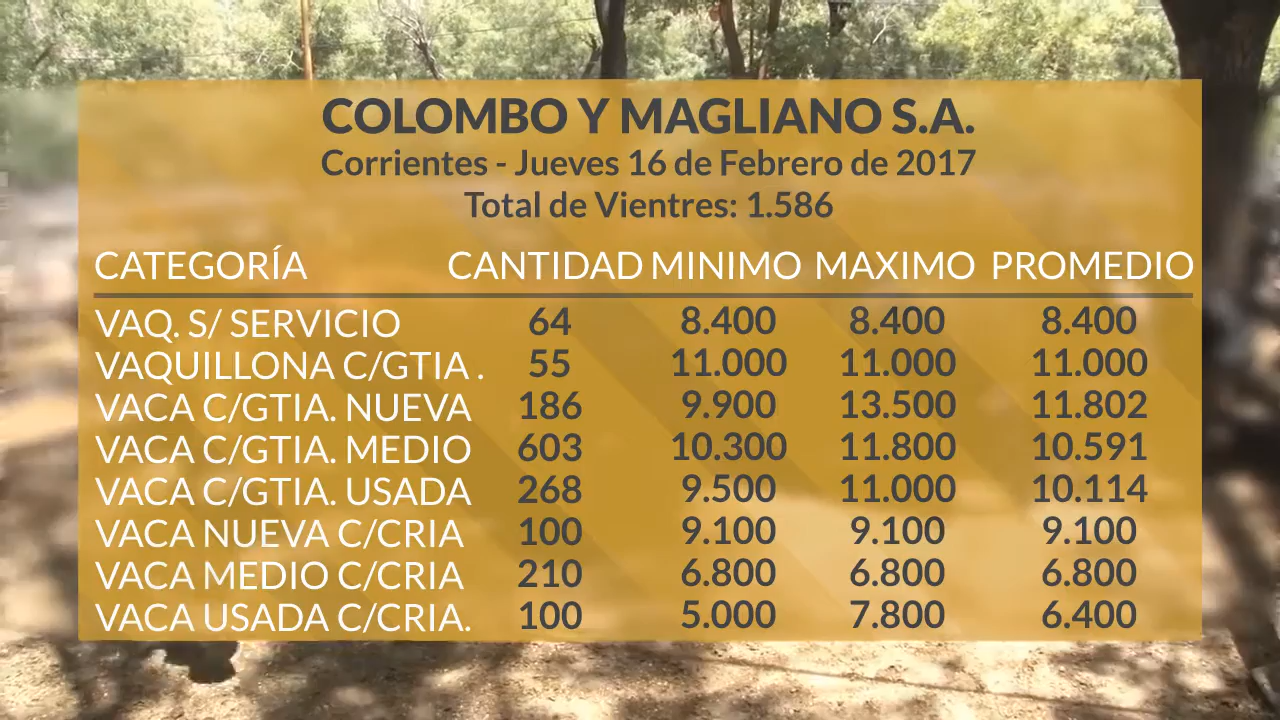 COLOMBO Y MAGLIANO S.A.
Corrientes - Jueves 16 de Febrero de 2017
Total de Vientres: 1.586
CATEGORÍA CANTIDAD MINIMO MAXIMO PROMEDIO
VAQ. S/ SERVICIO 64 8.400 8.400 8.400
VAQUILLONA C/GTIA . 55 11.000 11.000 11.000
VACA C/GTIA. NUEVA 186 9.900 13.500 11.802
VACA C/GTIA. MEDIO 603 10.300 11.800 10.591
VACA C/GTIA. USADA 268 9.500 11.000 10.114
VACA NUEVA C/CRIA 100 9.100 9.100 9.100
VACA MEDIO C/CRIA 210 6.800 6.800 6.800
VACA USADA C/CRIA. 100 5.000 7.800 6.400